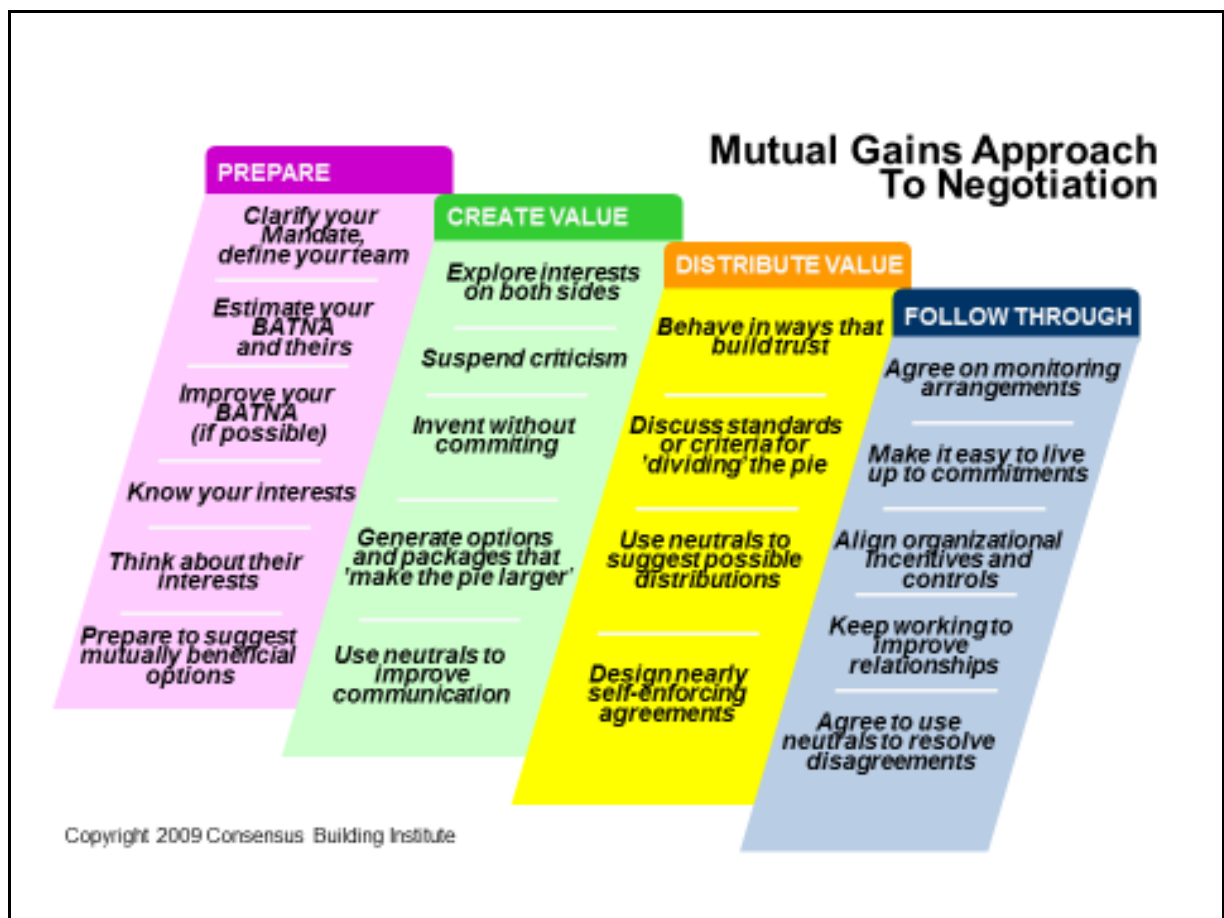 Mutual Gains Approach
To Negotiation
PREPARE
Clarify your
Mandate,
define your team
Estimate your
BATNA
and theirs
Improve your
BATNA
(if possible)
Know your interests
Think about their
interests
Prepare to suggest
mutually beneficial
options
CREATE VALUE
Explore interests
on both sides
Suspend criticism
Invent without
commiting
Generate options
and packages that
'make the pie larger'
Use neutrals to
improve
communication
DISTRIBUTE VALUE
Behave in ways that
build trust
Discuss standards
or criteria for
'dividing' the pie
Use neutrals to
suggest possible
distributions
Design nearly
self-enforcing
agreements
FOLLOW THROUGH
Agree on monitoring
arrangements
Make it easy to live
up to commitments
Align organizational
incentives and
controls
Keep working to
improve
relationships
Agree to use
neutrals to resolve
disagreements
Copyright 2009 Consensus Building Institute